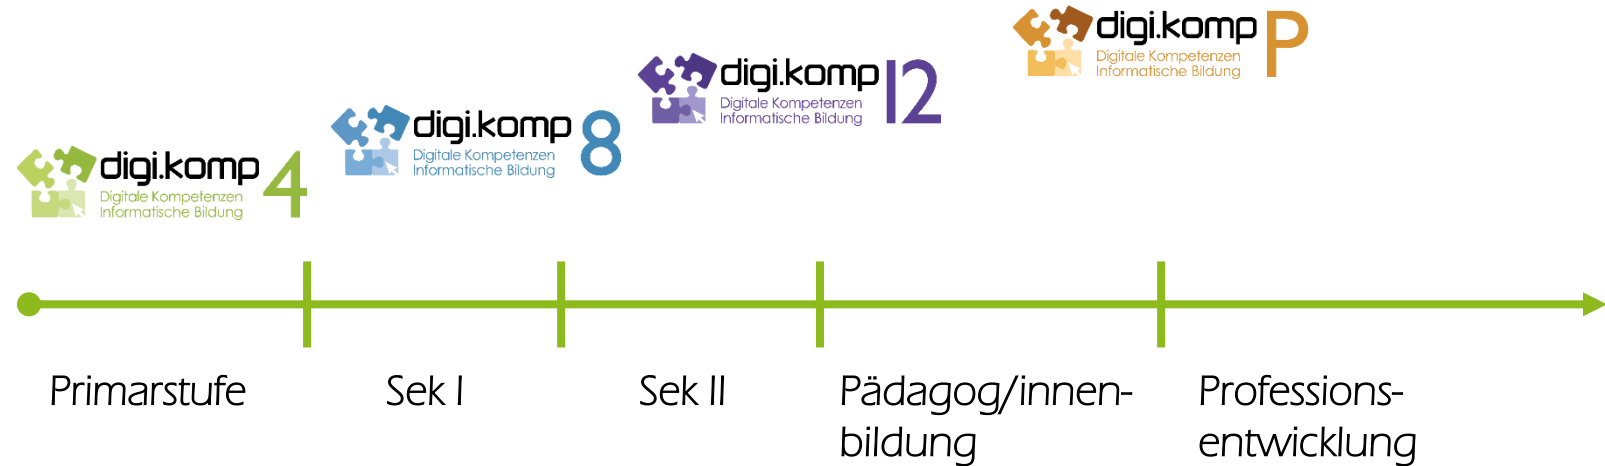 digi.komp 4
Digitale Kompetenzen
Informatische Bildung
digi.komp 8
Digitale Kompetenzen
Informatische Bildung
digi.komp 12
Digitale Kompetenzen
Informatische Bildung
digi.komp P
Digitale Kompetenzen
Informatische Bildung
Primarstufe
Sek I
Sek II
Pädagog/innen-
bildung
Professions-
entwicklung